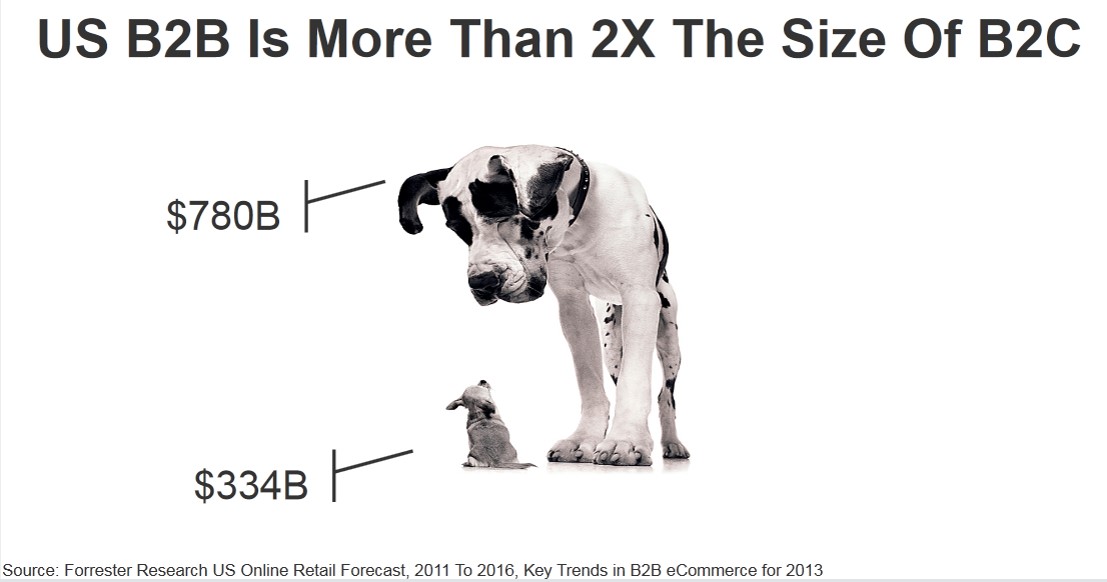 US B2B Is More Than 2X The Size Of B2C
$780B
$334B
Source: Forrester Research US Online Retail Forecast, 2011 To 2016, Key Trends in B2B eCommerce for 2013